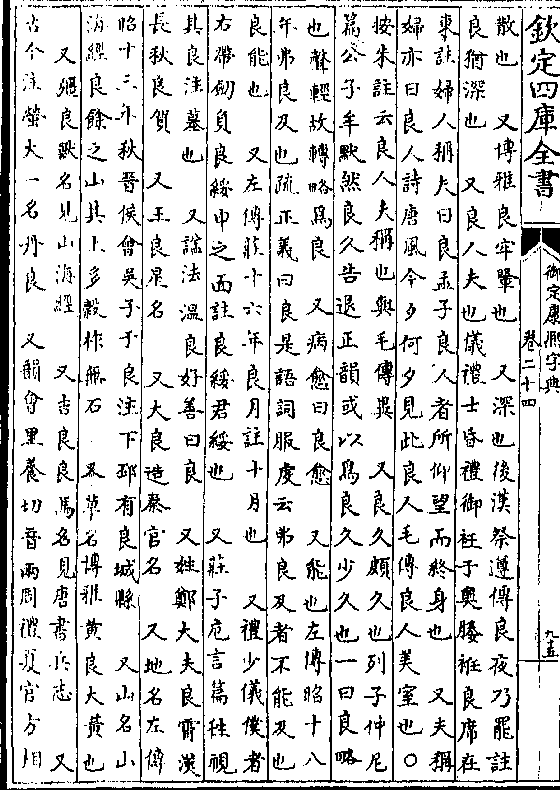 欽定四庫全書
御定康熙字典
卷二十四
九五
散也　又博雅良牢鞏也　又深也後漢祭遵傳良夜乃罷註
良猶深也　又良人夫也儀禮士昏禮御衽于奥媵衽良席在
東註婦人稱夫曰良孟子良人者所仰望而終身也　又夫稱
婦亦曰良人詩唐風今夕何夕見此良人毛傳良人美室也○
按朱註云良人夫稱也與毛傳異　又良久頗久也列子仲尼
篇公子牟默然良久告退正韻或以爲良久少久也一曰良略
也聲輕故轉略爲良　又病愈曰良愈　又能也左傳昭十八
年弗良及也疏正義曰良是語詞服虔云弗良及者不能及也
良能也　又左傳莊十六年良月註十月也　又禮少儀僕者
右帶劒負良綏申之面註良綏君綏也　又莊子庖言篇秪視
其良注墓也　又諡法溫良好善曰良　又姓鄭大夫良霄漢
長秋良賀　又王良星名　又大良造秦官名　又地名左傳
昭十三年秋晉侯會吳子于良注下邳有良城縣　又山名山
海經良餘之山其上多穀柞無石　又草名博雅黄良大黄也
又彊良獸名見山海經　又吉良良馬名見唐書兵志　又
古今注螢火一名丹良　又韻會里養切音兩周禮夏官方相